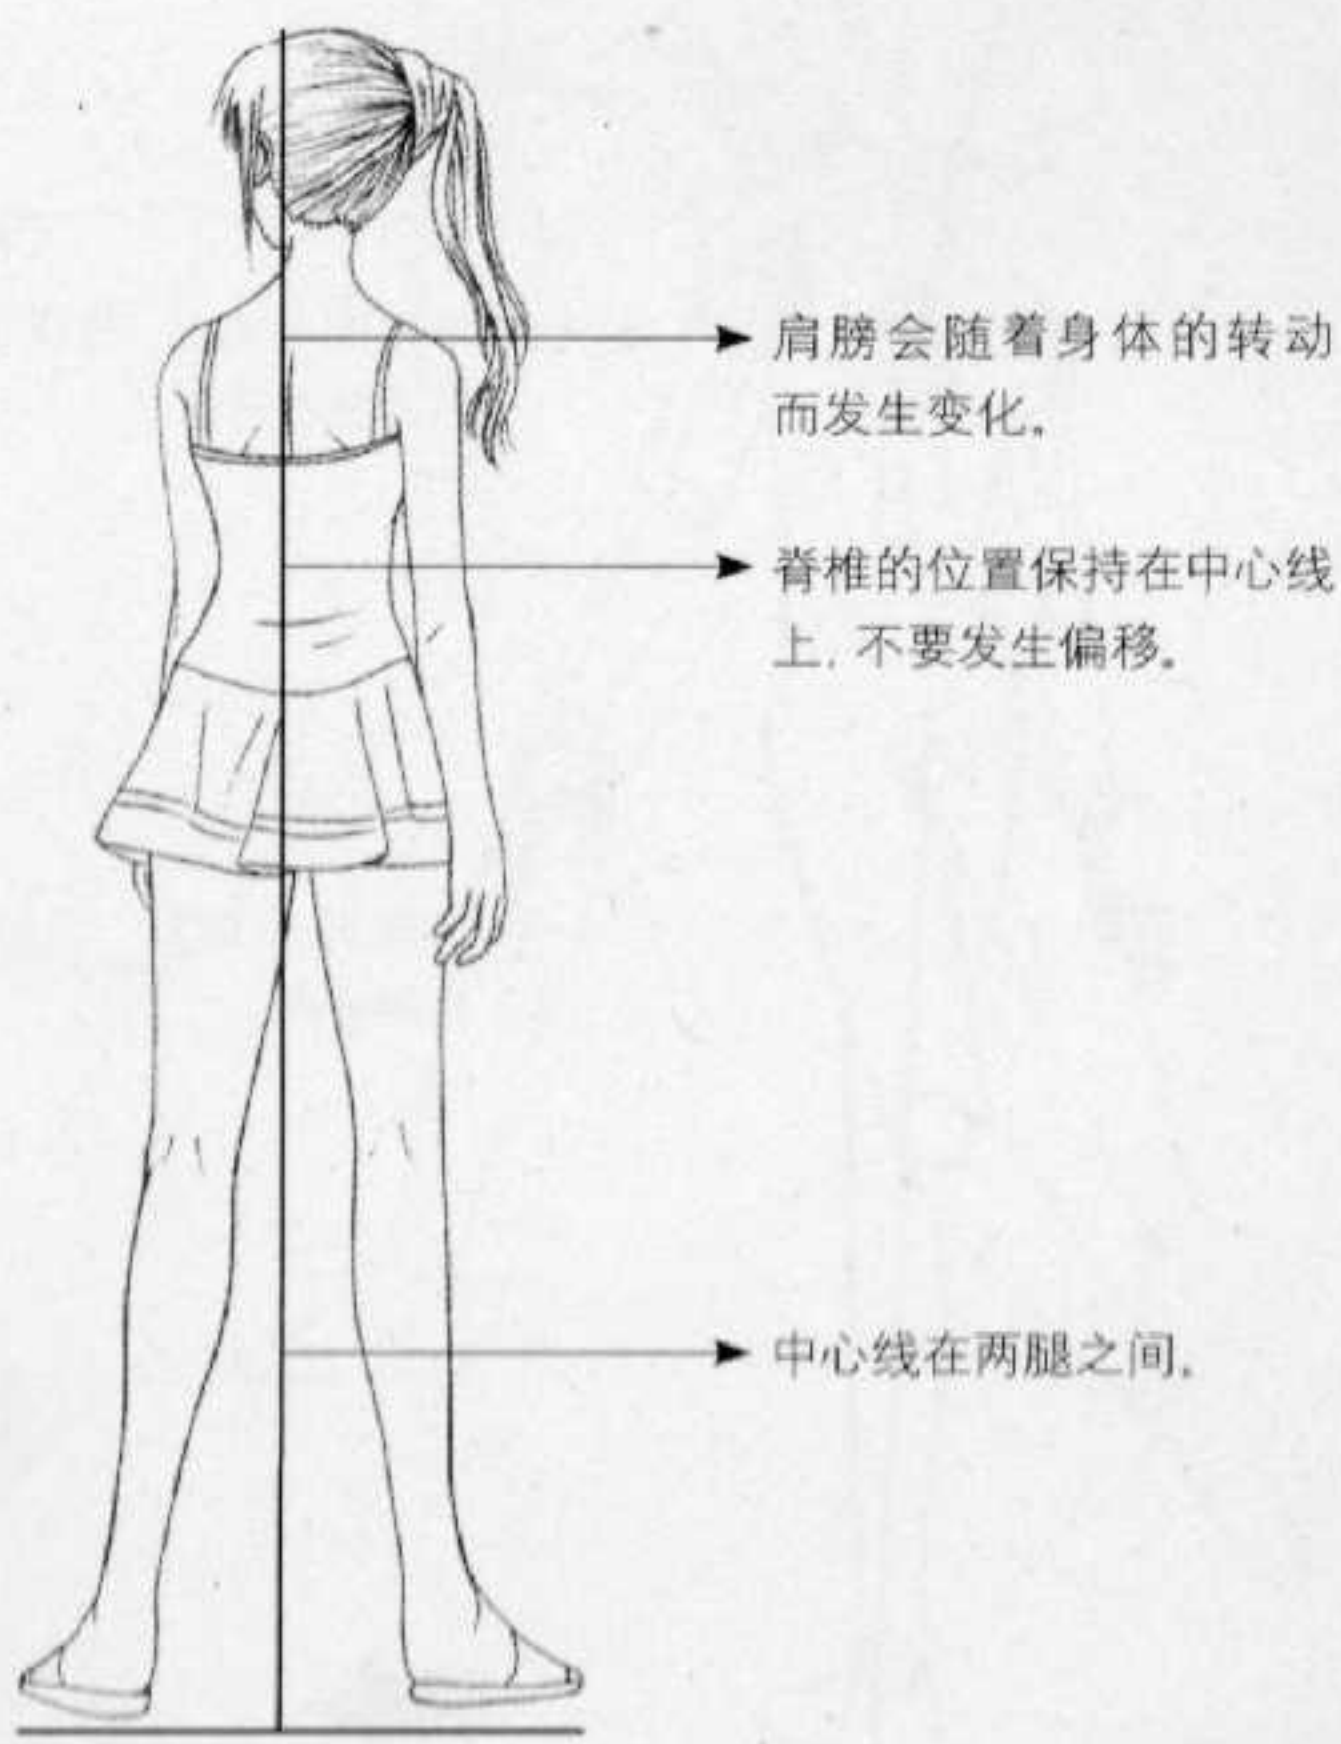 肩膀会随着身体的转动
而发生变化。
脊椎的位置保持在中心线
上,不要发生偏移。
中心线在两腿之间。